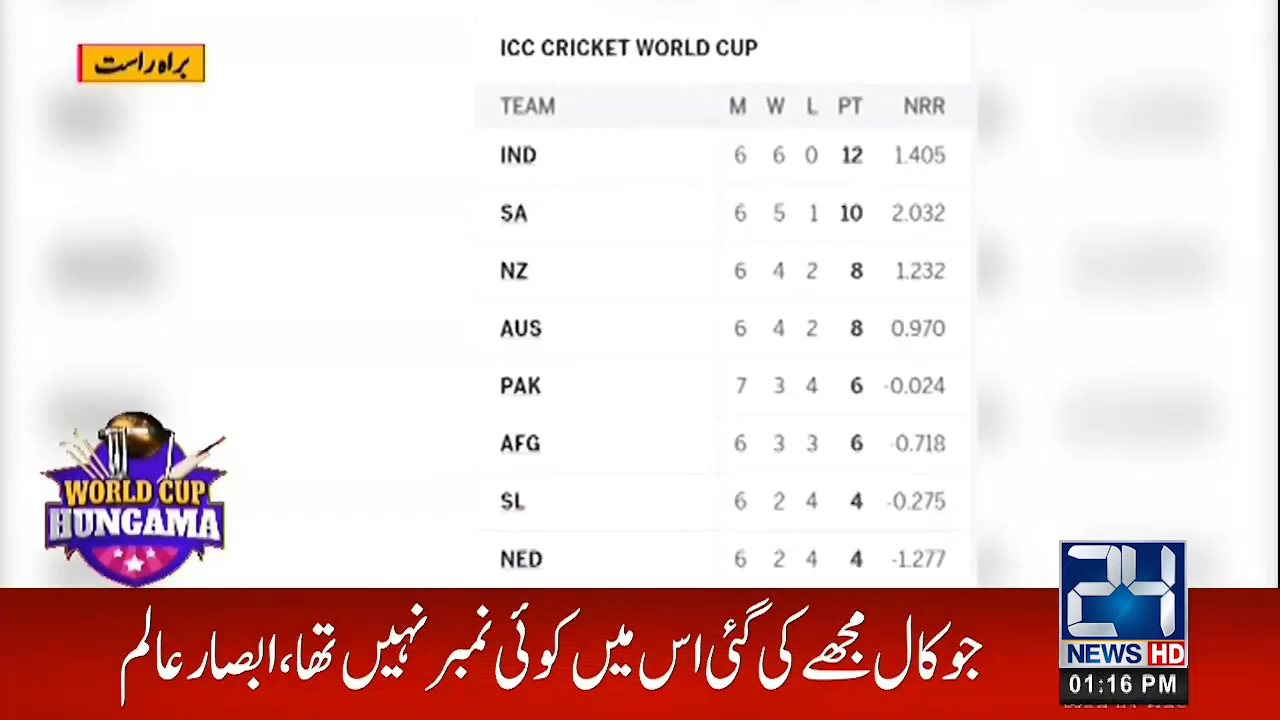 براہ راست
ICC CRICKET WORLD CUP
TEAM M W L PT NRR
IND 6 6 0 12 1.405
SA 6 5 1 10 2.032
NZ 6 4 2 8 1.232
AUS 6 4 2 8 0.970
PAK 7 3 4 6 -0.024
AFG 6 3 3 6 -0.718
SL 6 2 4 4 -0.275
NED 6 2 4 4 -1.277
WORLD CUP
HUNGAMA
جو کال مجھے کی گئی اس میں کوئی نمبر نہیں تھا، ابصار عالم
24
NEWS HD
01:16 PM